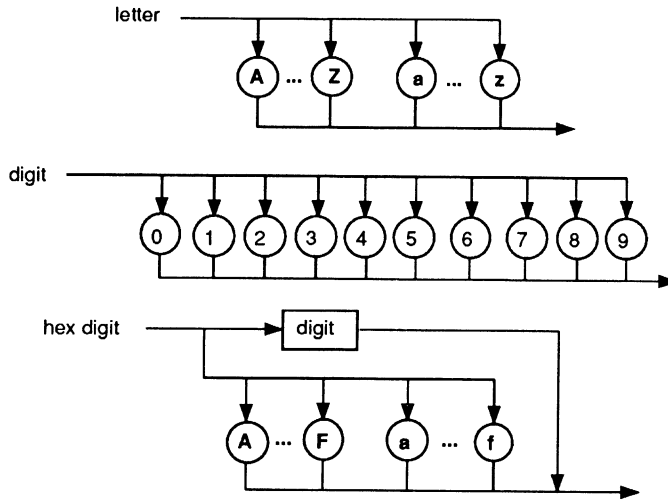 letter
A ... Z a ... z
digit
0 1 2 3 4 5 6 7 8 9
hex digit digit
A ... F a ... f